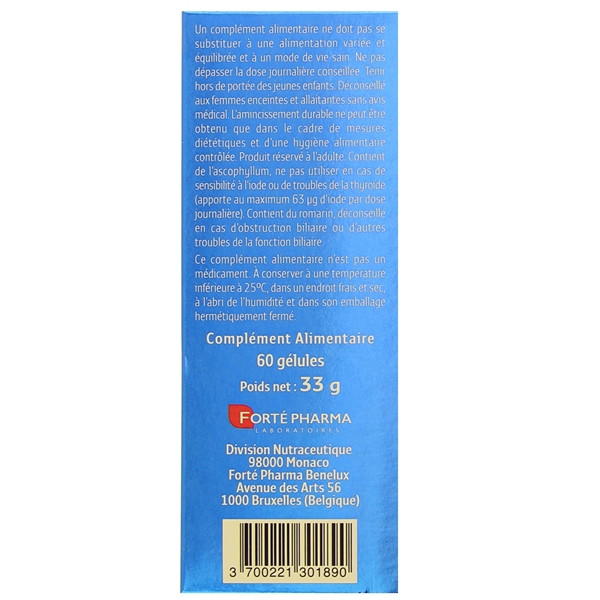 Un complément alimentaire ne doit pas se
substituer à une alimentation variée et
équilibrée et à un mode de vie sain. Ne pas
dépasser la dose journalière conseillée. Tenir
hors de portée des jeunes enfants. Déconseillé
aux femmes enceintes et allaitantes sans avis
médical. L'amincissement durable ne peut être
obtenu que dans le cadre de mesures
diététiques et d'une hygiène alimentaire
contrôlée. Produit réservé à l'adulte. Contient
de l'ascophyllum, ne pas utiliser en cas de
sensibilité à l'iode ou de troubles de la thyroïde
(apporte au maximum 63 µg d'iode par dose
journalière). Contient du romarin, déconseillé
en cas d'obstruction biliaire ou d'autres
troubles de la fonction biliaire.
Ce complément alimentaire n'est pas un
médicament. À conserver à une température
inférieure à 25ºC, dans un endroit frais et sec,
à l'abri de l'humidité et dans son emballage
hermétiquement fermé.
Complément Alimentaire
60 gélules
Poids net : 33 g
FORTÉ PHARMA
LABORATOIRES
Division Nutraceutique
98000 Monaco
Forté Pharma Benelux
Avenue des Arts 56
1000 Bruxelles (Belgique)
3 700221 301890